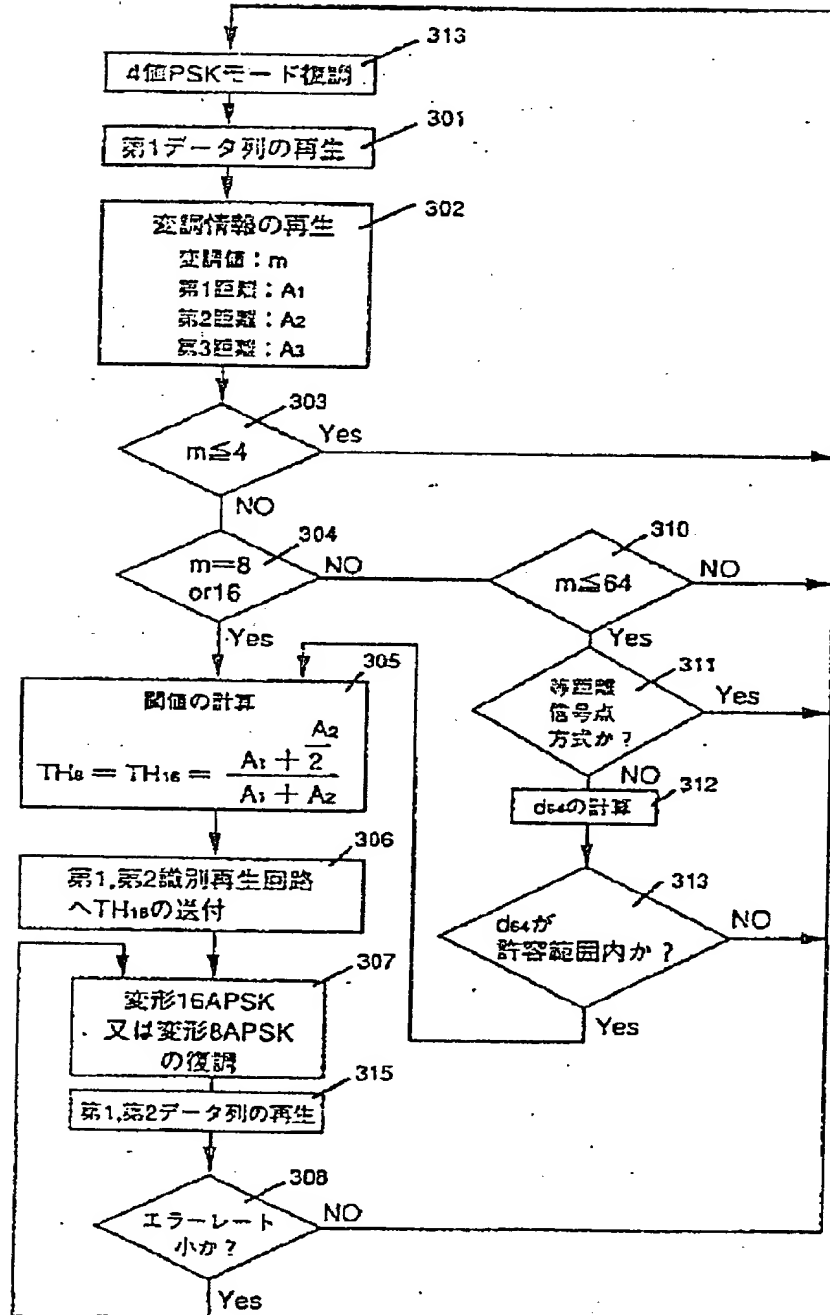 313
4値PSKモード復調
301
第1データ列の再生
302
変調情報の再生
変調値：m
第1距離：A1
第2距離：A2
第3距離：A3
303
m≦4
Yes
NO
304
m=8
or16
NO
Yes
310
m≦64
NO
Yes
305
閾値の計算
TH8 = TH16 = (A1 + A2/2) / (A1 + A2)
311
等距離
信号点
方式か？
Yes
NO
312
d64の計算
306
第1,第2識別再生回路
へTH16の送付
313
d64が
許容範囲内か？
NO
Yes
307
変形16APSK
又は変形8APSK
の復調
315
第1,第2データ列の再生
308
エラーレート
小か？
NO
Yes